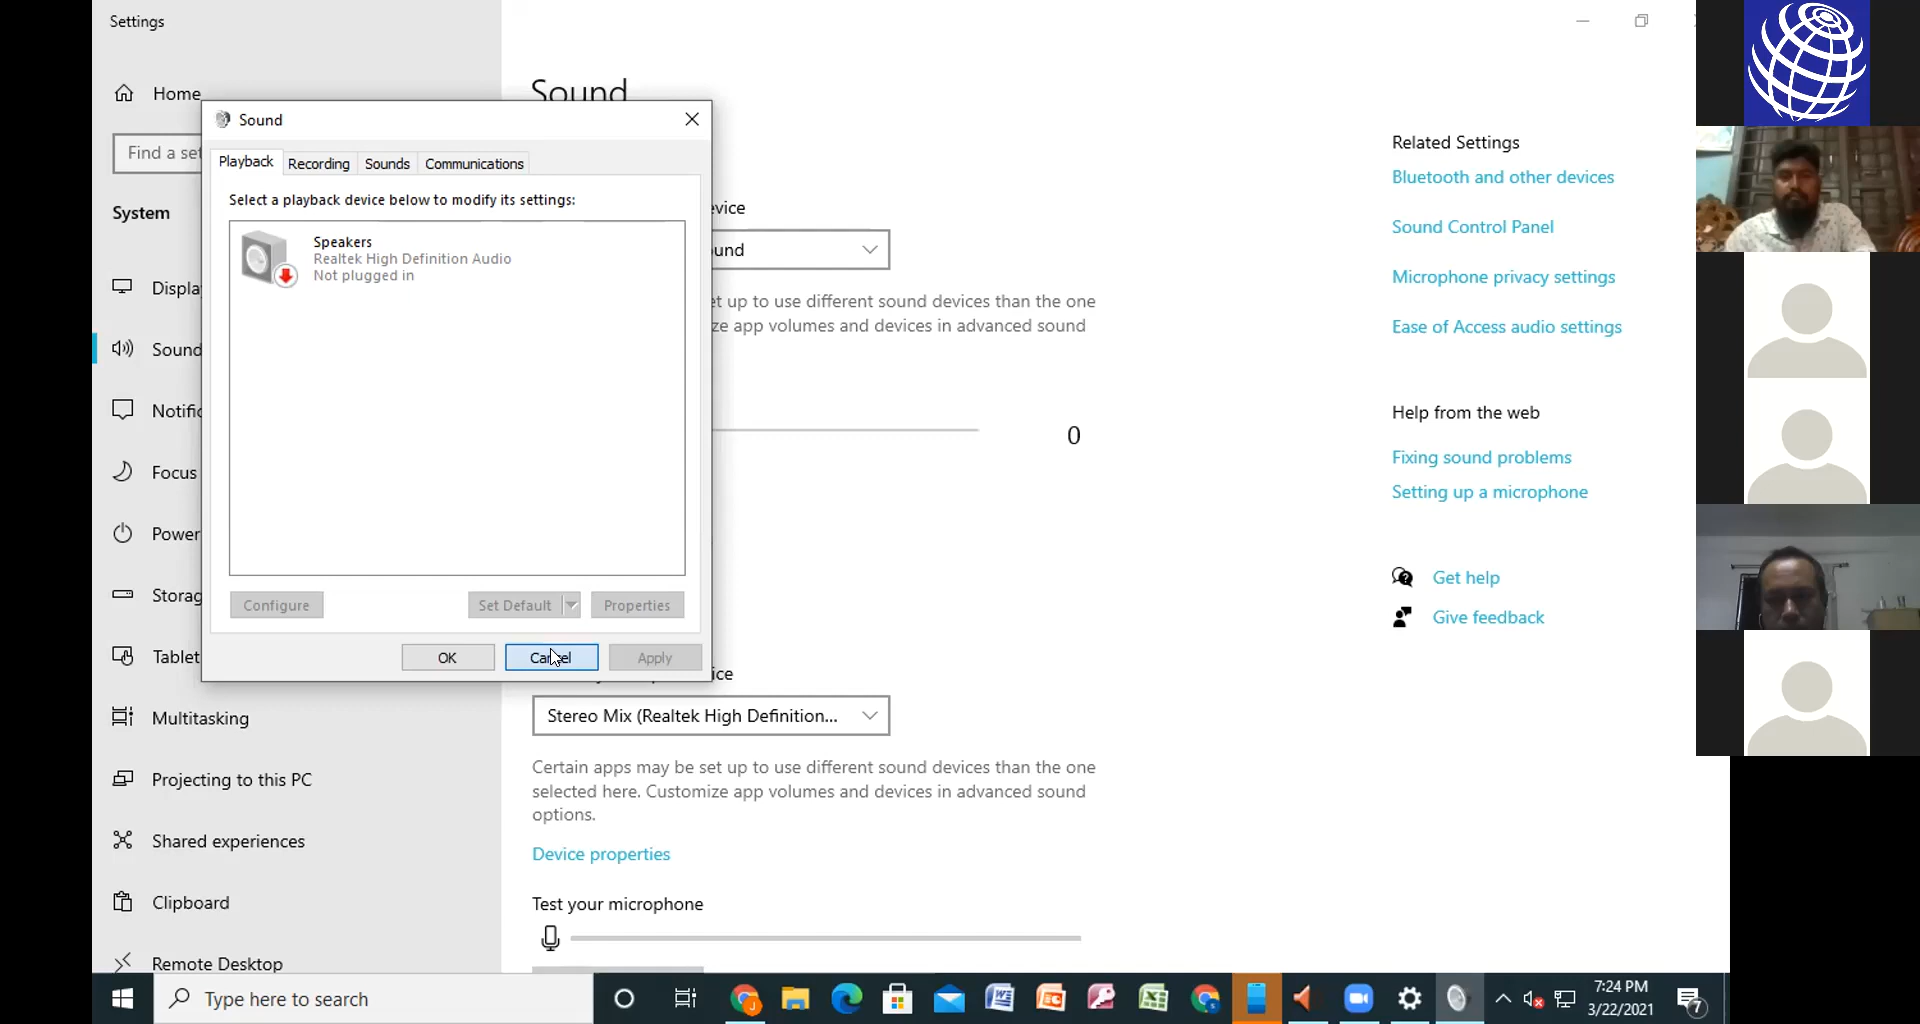 Settings
Home
Find a set
System
Displa
Sound
Notific
Focus
Power
Storag
Tablet
Multitasking
Projecting to this PC
Shared experiences
Clipboard
Remote Desktop
Sound
Playback
Recording
Sounds
Communications
Select a playback device below to modify its settings:
Speakers
Realtek High Definition Audio
Not plugged in
Configure
Set Default
Properties
OK
Cancel
Apply
Sound
evice
und
et up to use different sound devices than the one
ze app volumes and devices in advanced sound
0
ice
Stereo Mix (Realtek High Definition...
Certain apps may be set up to use different sound devices than the one
selected here. Customize app volumes and devices in advanced sound
options.
Device properties
Test your microphone
Related Settings
Bluetooth and other devices
Sound Control Panel
Microphone privacy settings
Ease of Access audio settings
Help from the web
Fixing sound problems
Setting up a microphone
Get help
Give feedback
Type here to search
7:24 PM
3/22/2021
7